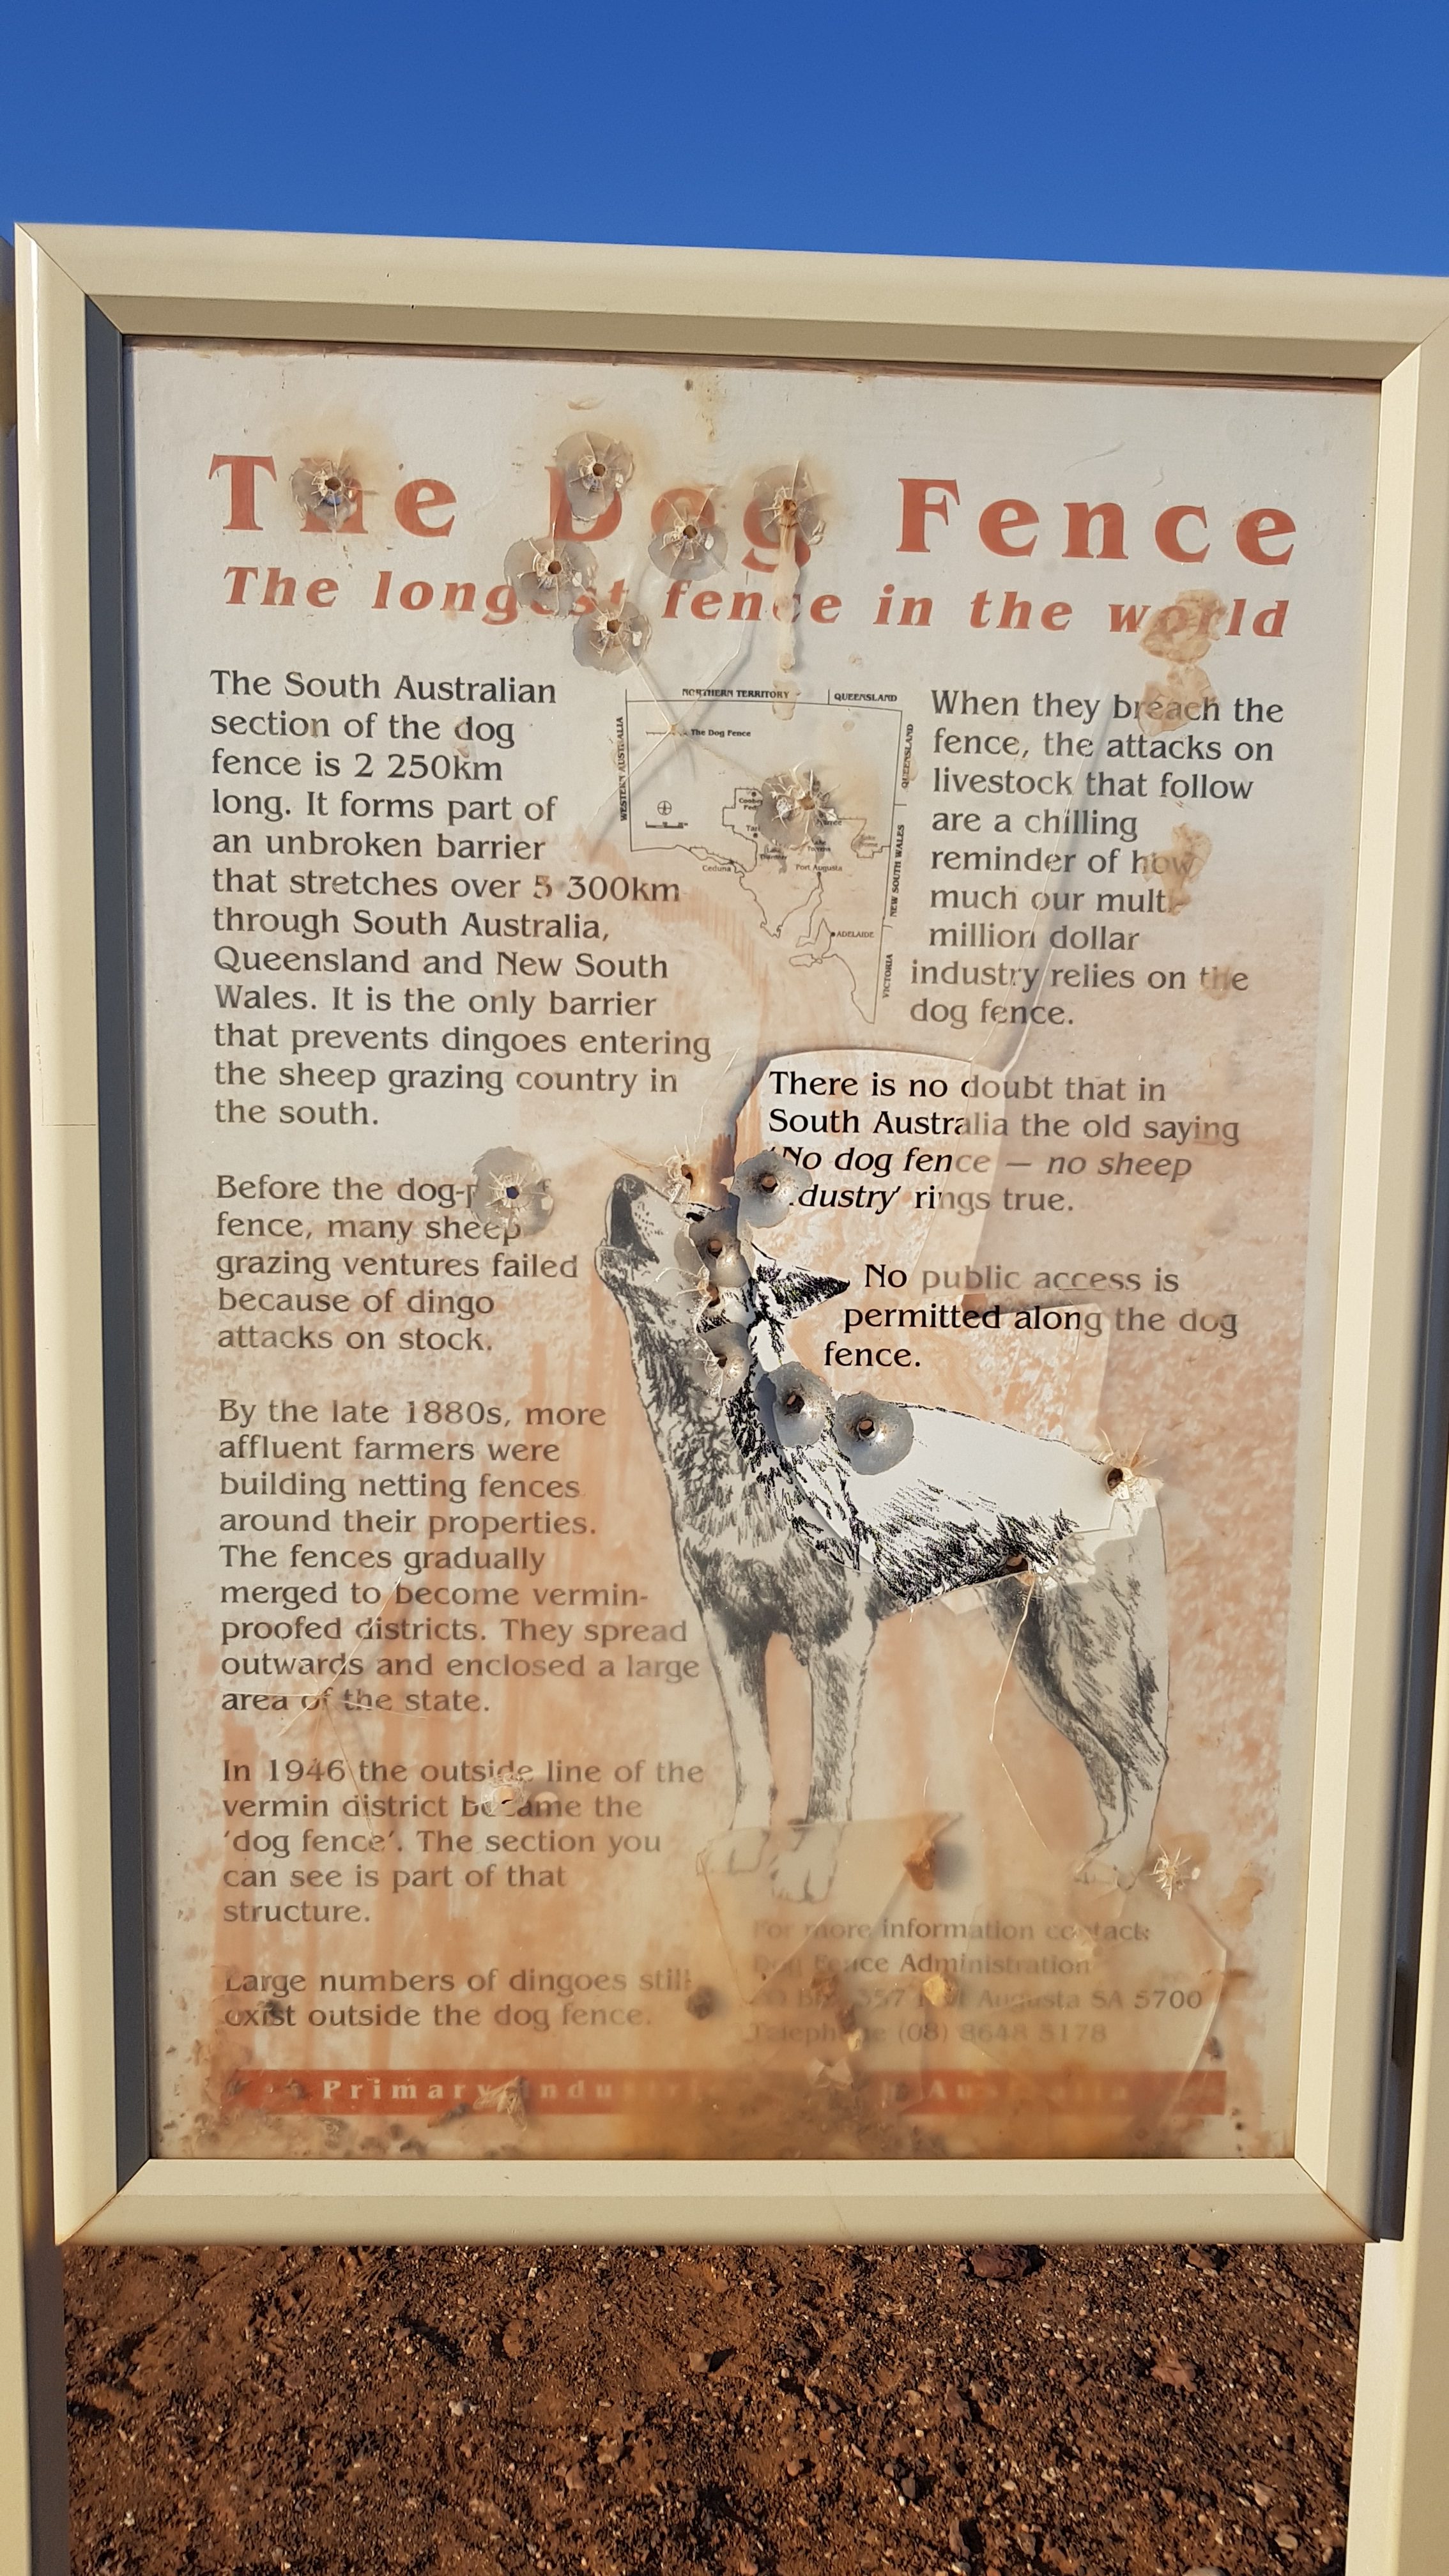 The Dog Fence
The longest fence in the world
The South Australian
section of the dog
fence is 2 250km
long. It forms part of
an unbroken barrier
that stretches over 5 300km
through South Australia,
Queensland and New South
Wales. It is the only barrier
that prevents dingoes entering
the sheep grazing country in
the south.
Before the
fence, many sheep
grazing ventures failed
because of dingo
attacks on stock.
By the late 1880s, more
affluent farmers were
building netting fences
around their properties.
The fences gradually
merged to become vermin-
proofed districts. They spread
outwards and enclosed a large
area of the state.
In 1946 the outside line of the
vermin district became the
'dog fence'. The section you
can see is part of that
structure.
Large numbers of dingoes still
exist outside the dog fence.
NORTHERN TERRITORY
QUEENSLAND
WESTERN AUSTRALIA
The Dog Fence
QUEENSLAND
NEW SOUTH WALES
Ceduna
Port Augusta
ADELAIDE
VICTORIA
When they breach the
fence, the attacks on
livestock that follow
are a chilling
reminder of how
much our multi
million dollar
industry relies on the
dog fence.
There is no doubt that in
South Australia the old saying
'No dog fence — no sheep
industry' rings true.
No public access is
permitted along the dog
fence.
For more information contact:
Dog Fence Administration
Augusta SA 5700
Telephone (08) 8648 5178
Primary Industries South Australia